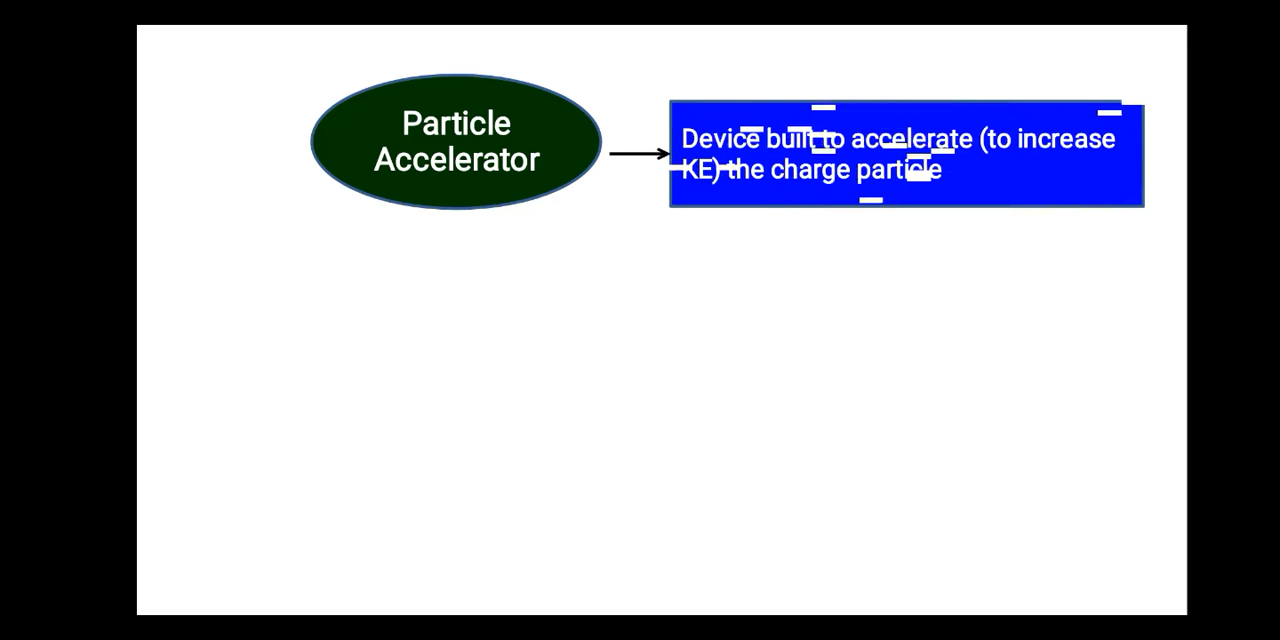 Particle
Accelerator
Device built to accelerate (to increase
KE) the charge particle